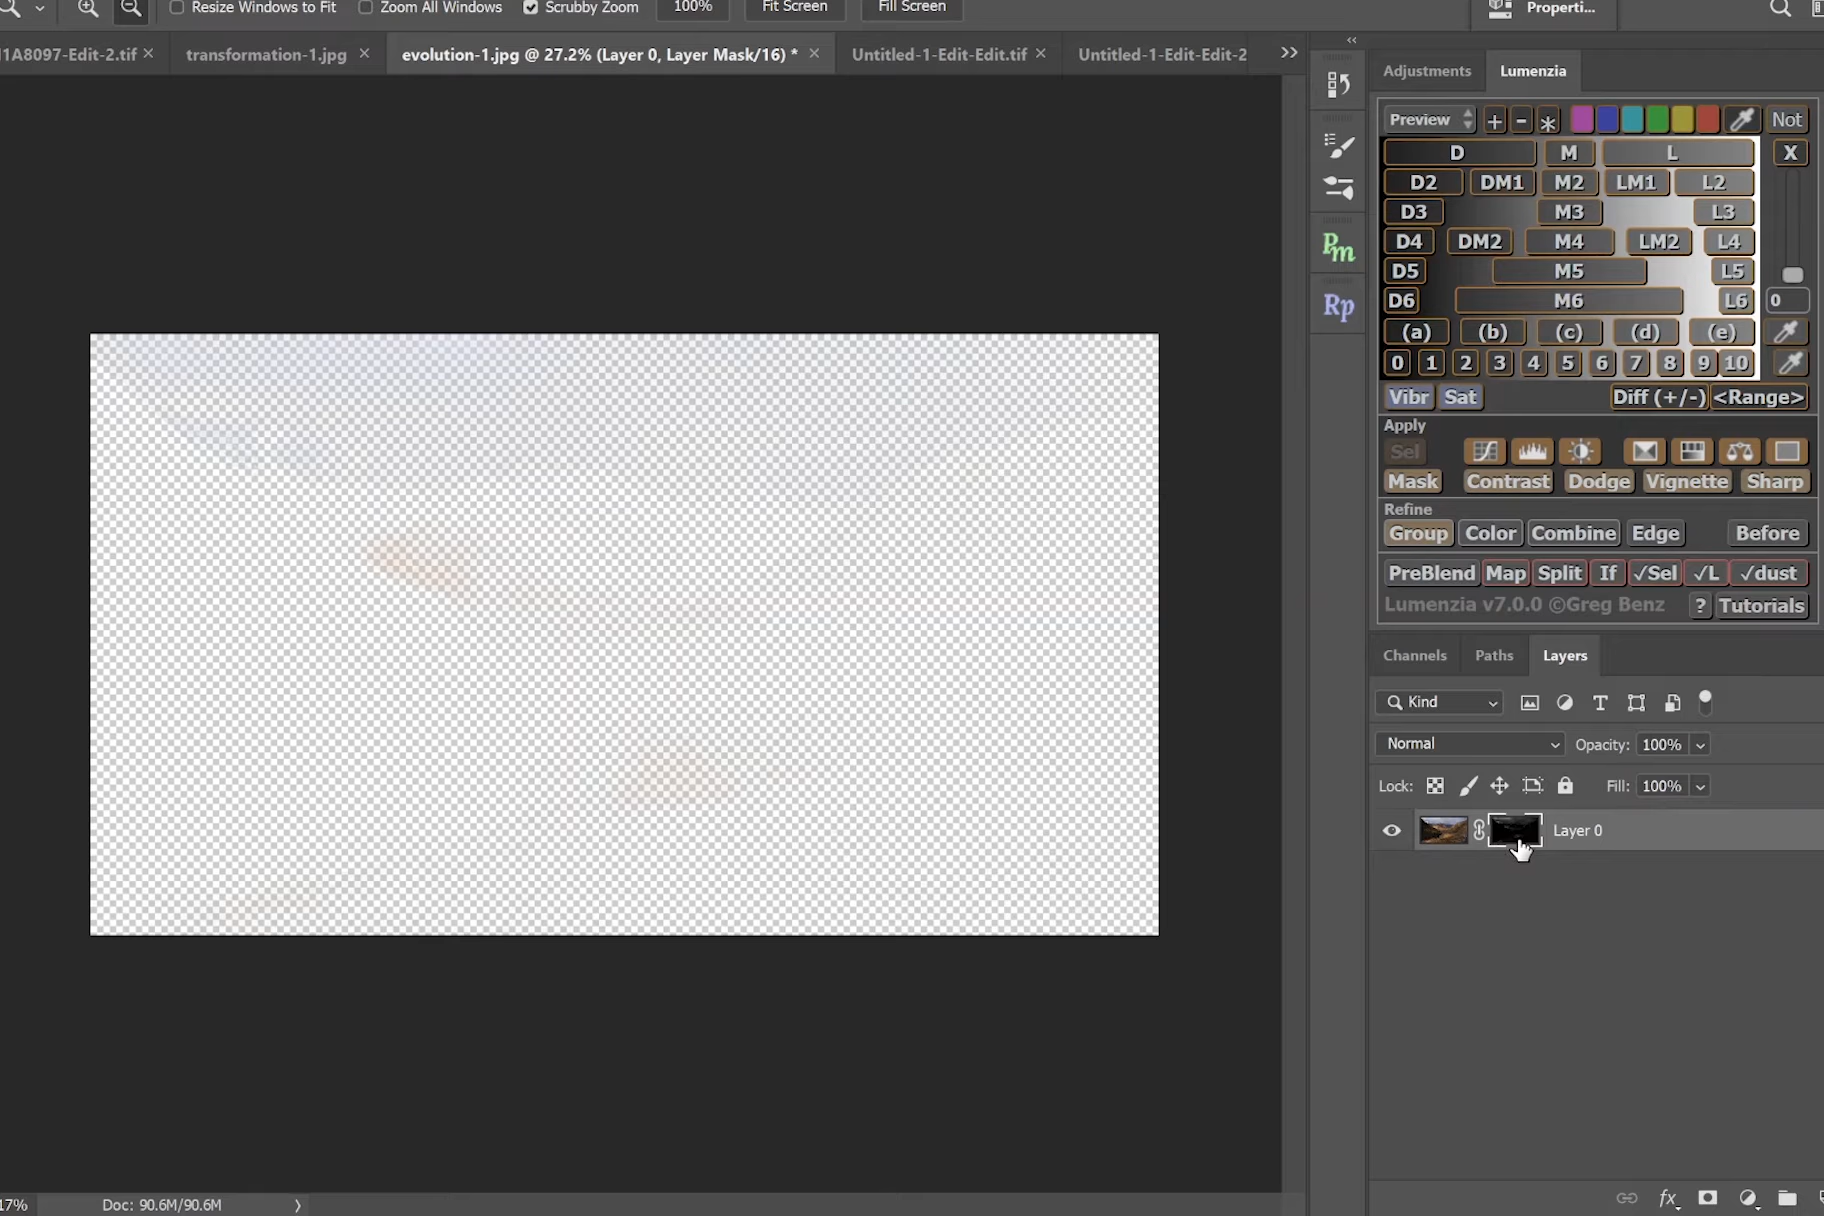 Resize Windows to Fit Zoom All Windows Scrubby Zoom 100% Fit Screen Fill Screen Properti...
1A8097-Edit-2.tif × transformation-1.jpg × evolution-1.jpg @ 27.2% (Layer 0, Layer Mask/16) * × Untitled-1-Edit-Edit.tif × Untitled-1-Edit-Edit-2 >>
Adjustments Lumenzia
Preview + - * Not
D M L X
D2 DM1 M2 LM1 L2
D3 M3 L3
D4 DM2 M4 LM2 L4
D5 M5 L5
D6 M6 L6 0
(a) (b) (c) (d) (e)
0 1 2 3 4 5 6 7 8 9 10
Vibr Sat Diff (+/-) <Range>
Apply
Sel
Mask Contrast Dodge Vignette Sharp
Refine
Group Color Combine Edge Before
PreBlend Map Split If √Sel √L √dust
Lumenzia v7.0.0 ©Greg Benz ? Tutorials
Pm
Rp
Channels Paths Layers
Kind T
Normal Opacity: 100%
Lock: Fill: 100%
Layer 0
17% Doc: 90.6M/90.6M > fx